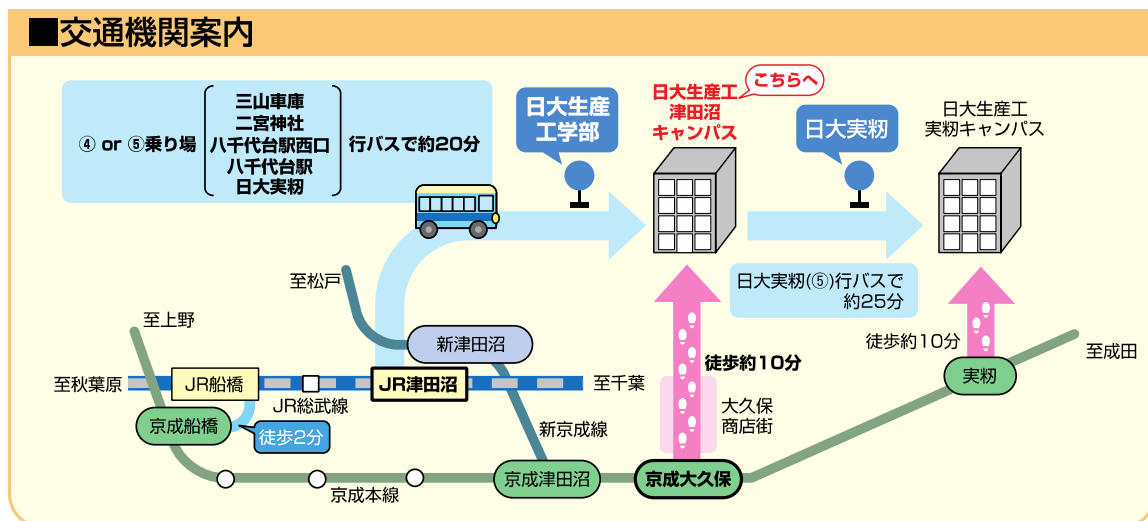 ■交通機関案内
④ or ⑤乗り場
三山車庫
二宮神社
八千代台駅西口
八千代台駅
日大実籾
行バスで約20分
日大生産
工学部
日大生産工
津田沼
キャンパス
こちらへ
日大実籾
日大生産工
実籾キャンパス
日大実籾(⑤)行バスで
約25分
至松戸
至上野
新津田沼
徒歩約10分
徒歩約10分
至成田
至秋葉原
JR船橋
JR総武線
JR津田沼
至千葉
実籾
大久保
商店街
京成船橋
徒歩2分
新京成線
京成本線
京成津田沼
京成大久保